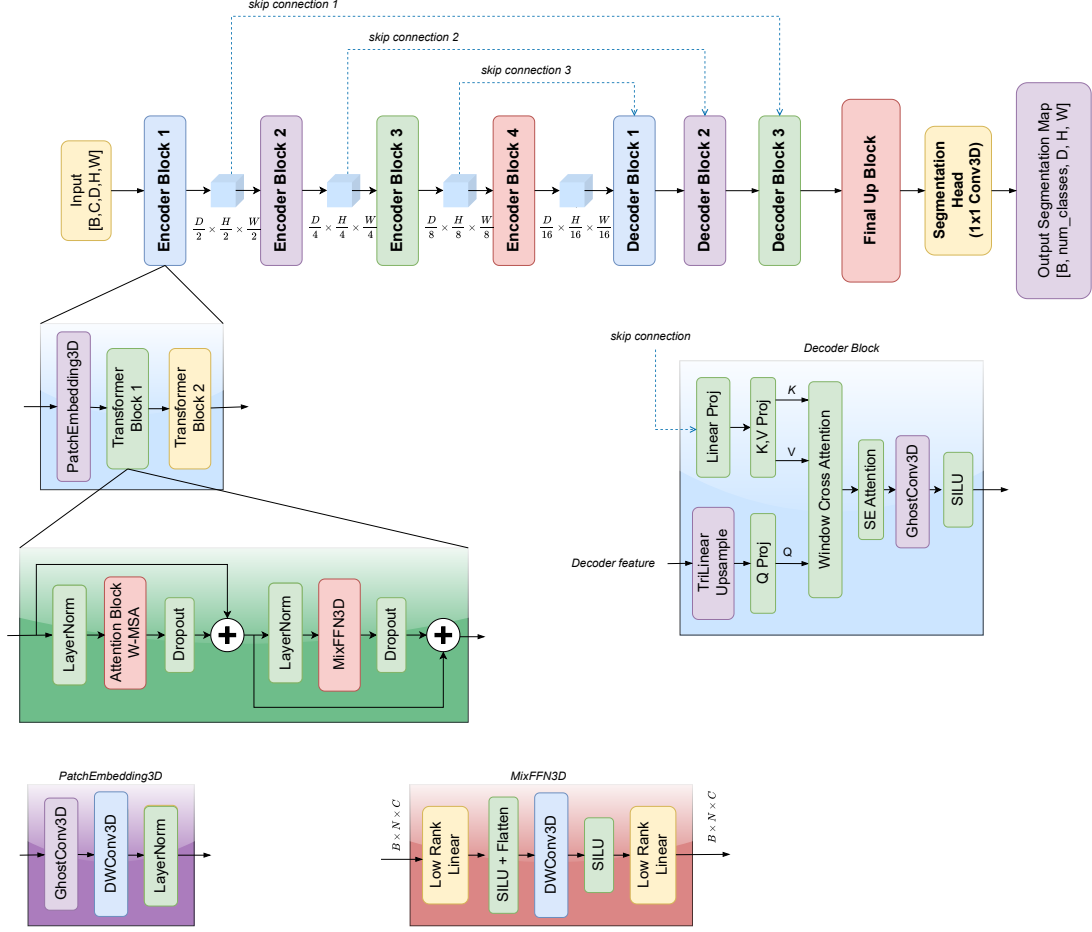 skip connection 1
skip connection 2
skip connection 3
Input
[B,C,D,H,W]
Encoder Block 1
D/2 × H/2 × W/2
Encoder Block 2
D/4 × H/4 × W/4
Encoder Block 3
D/8 × H/8 × W/8
Encoder Block 4
D/16 × H/16 × W/16
Decoder Block 1
Decoder Block 2
Decoder Block 3
Final Up Block
Segmentation
Head
(1x1 Conv3D)
Output Segmentation Map
[B, num_classes, D, H, W]
PatchEmbedding3D
Transformer
Block 1
Transformer
Block 2
skip connection
Decoder Block
Linear Proj
K,V Proj
K
V
Decoder feature
TriLinear
Upsample
Q Proj
Q
Window Cross Attention
SE Attention
GhostConv3D
SILU
LayerNorm
Attention Block
W-MSA
Dropout
+
LayerNorm
MixFFN3D
Dropout
+
PatchEmbedding3D
GhostConv3D
DWConv3D
LayerNorm
MixFFN3D
B × N × C
Low Rank
Linear
SILU + Flatten
DWConv3D
SILU
Low Rank
Linear
B × N × C